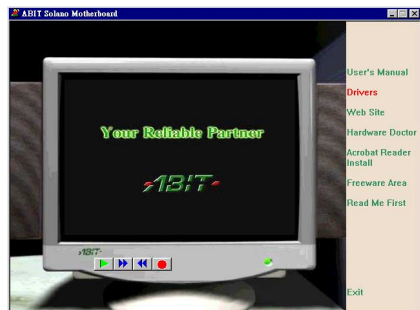 ABIT Solano Motherboard
Your Reliable Partner
ABIT
ABIT
User's Manual
Drivers
Web Site
Hardware Doctor
Acrobat Reader
Install
Freeware Area
Read Me First
Exit